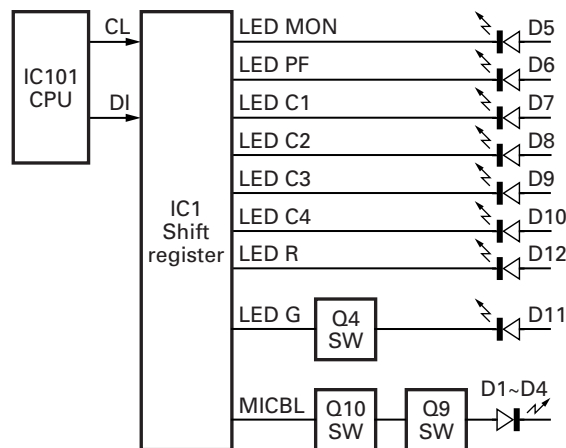 CL
DI
IC101
CPU
IC1
Shift
register
LED MON D5
LED PF D6
LED C1 D7
LED C2 D8
LED C3 D9
LED C4 D10
LED R D12
LED G Q4 SW D11
MICBL Q10 SW Q9 SW D1~D4